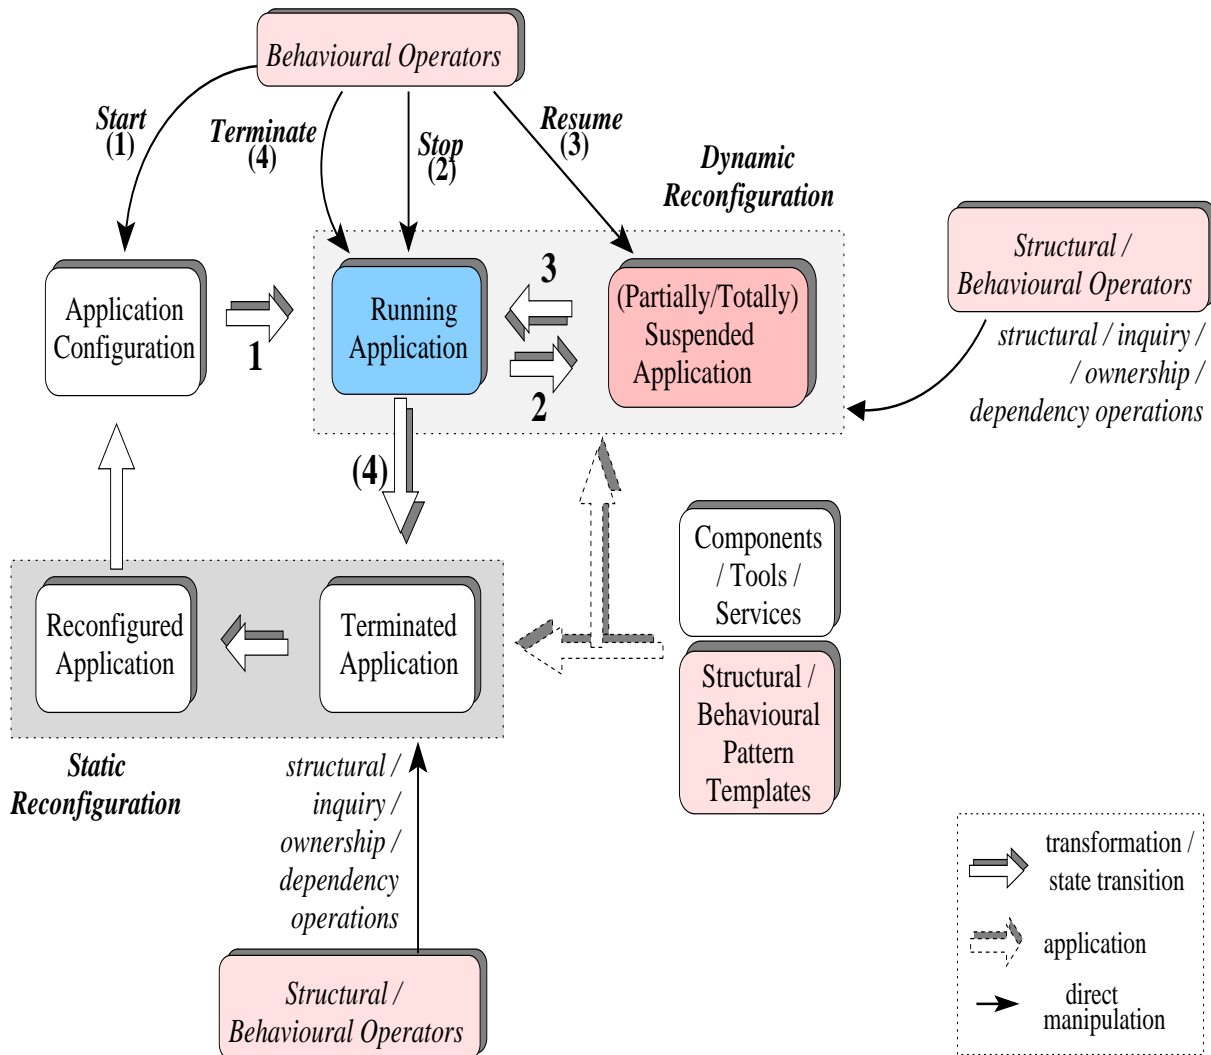 Behavioural Operators
Start
(1)
Terminate
(4)
Stop
(2)
Resume
(3)
Dynamic
Reconfiguration
Structural /
Behavioural Operators
structural / inquiry /
/ ownership /
dependency operations
Application
Configuration
1
Running
Application
3
2
(Partially/Totally)
Suspended
Application
(4)
Components
/ Tools /
Services
Reconfigured
Application
Terminated
Application
Structural /
Behavioural
Pattern
Templates
Static
Reconfiguration
structural /
inquiry /
ownership /
dependency
operations
Structural /
Behavioural Operators
transformation /
state transition
application
direct
manipulation